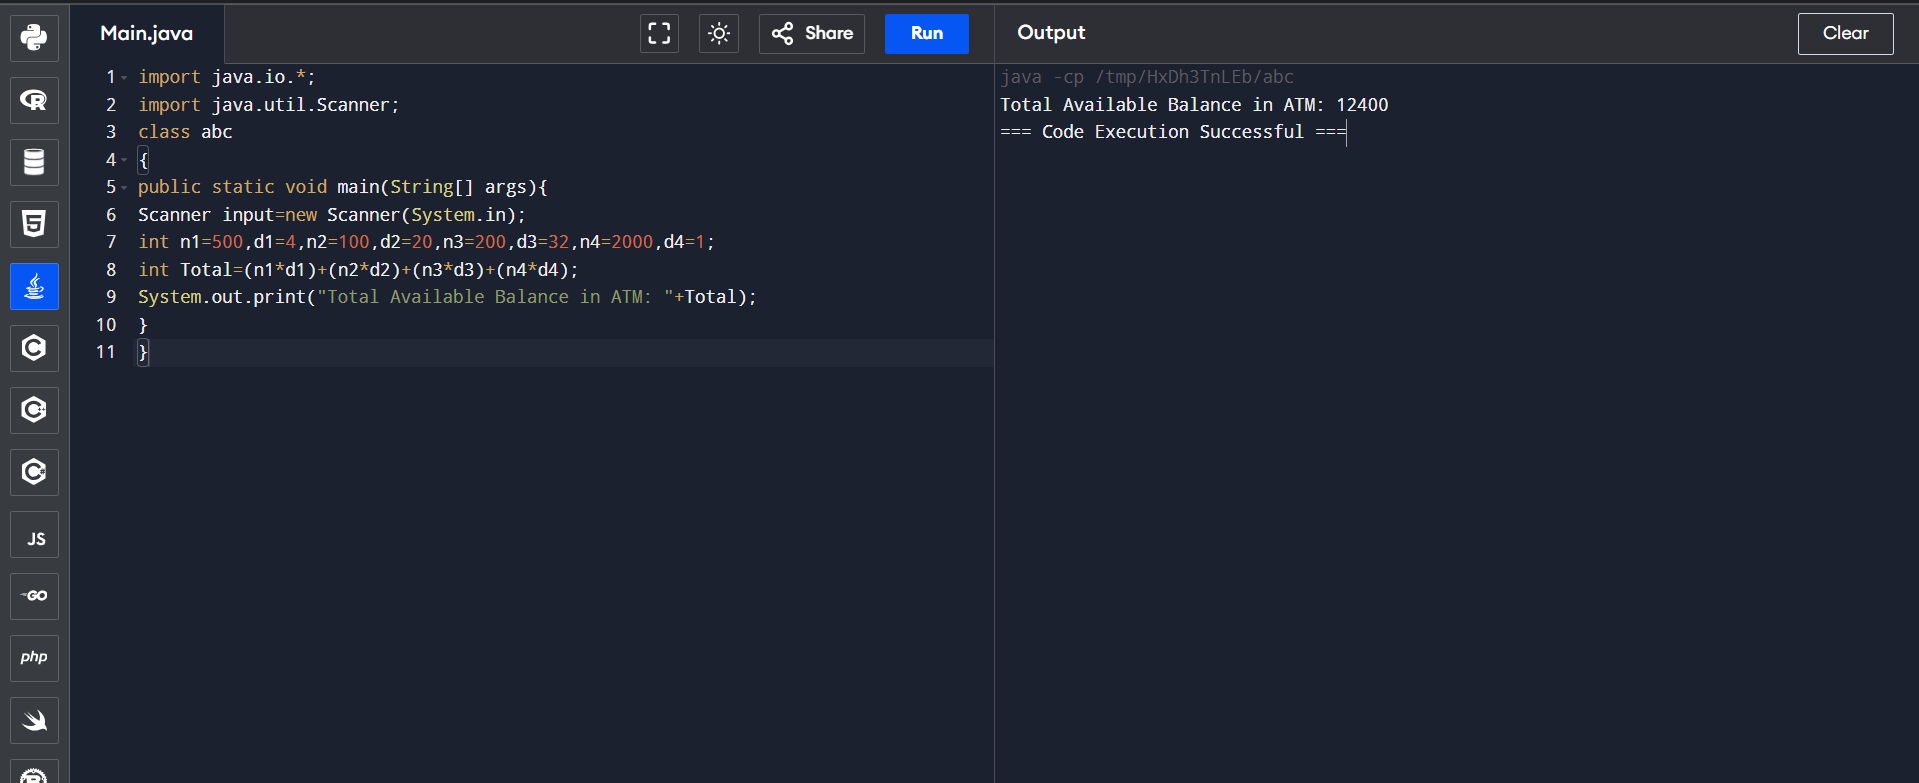 Main.java
Share
Run
Output
Clear
1 import java.io.*;
2 import java.util.Scanner;
3 class abc
4 {
5 public static void main(String[] args){
6 Scanner input=new Scanner(System.in);
7 int n1=500,d1=4,n2=100,d2=20,n3=200,d3=32,n4=2000,d4=1;
8 int Total=(n1*d1)+(n2*d2)+(n3*d3)+(n4*d4);
9 System.out.print("Total Available Balance in ATM: "+Total);
10 }
11 }
java -cp /tmp/HxDh3TnLEb/abc
Total Available Balance in ATM: 12400
=== Code Execution Successful ===
R
5
C
C
C
JS
GO
php
R